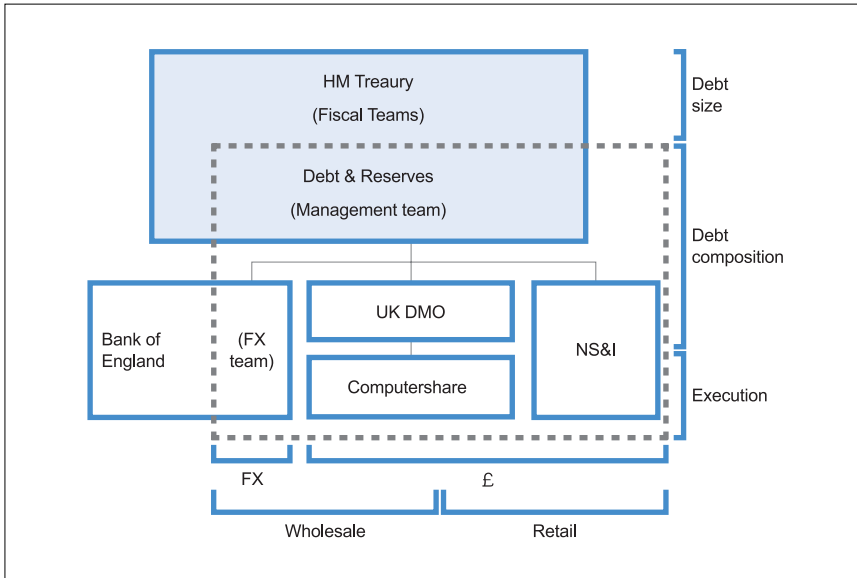 HM Treaury
(Fiscal Teams)
Debt
size
Debt & Reserves
(Management team)
Debt
composition
Bank of
England
(FX
team)
UK DMO
Computershare
NS&I
Execution
FX
£
Wholesale
Retail